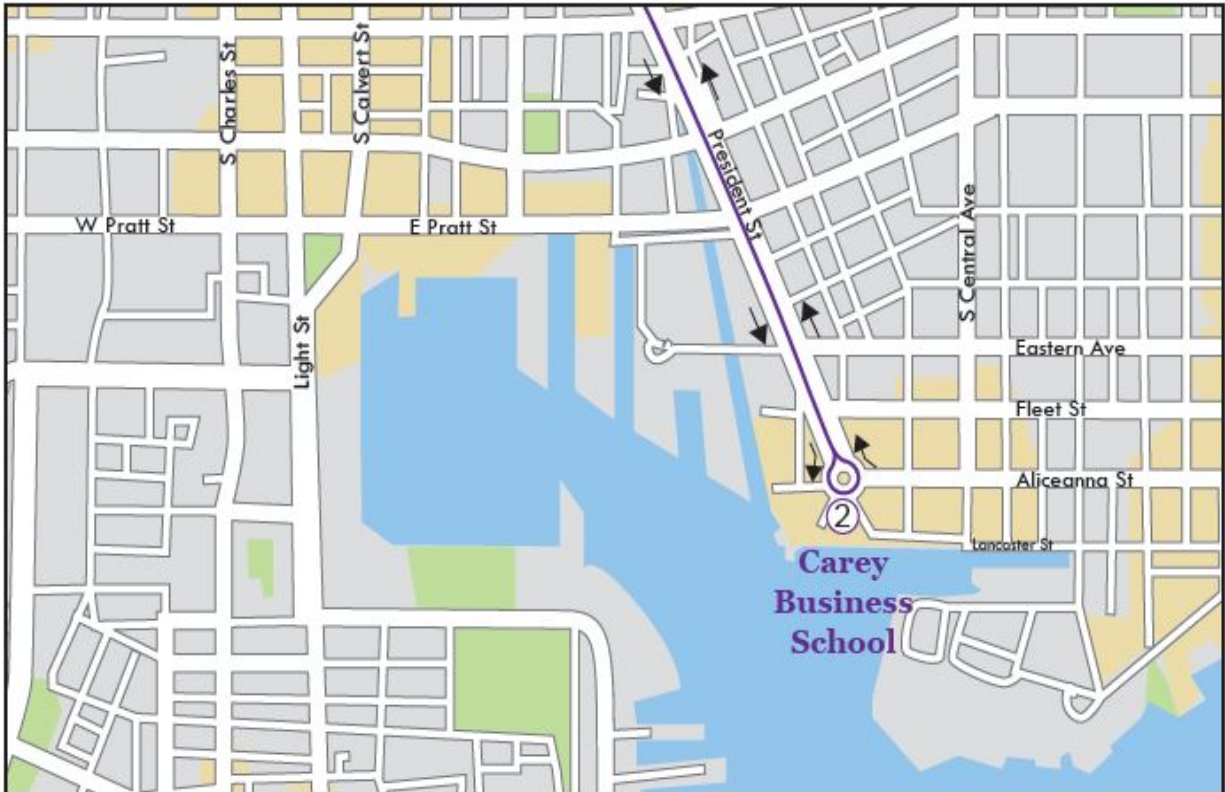 S Charles St
S Calvert St
President St
W Pratt St
E Pratt St
S Central Ave
Light St
Eastern Ave
Fleet St
Aliceanna St
2
Lancaster St
Carey
Business
School